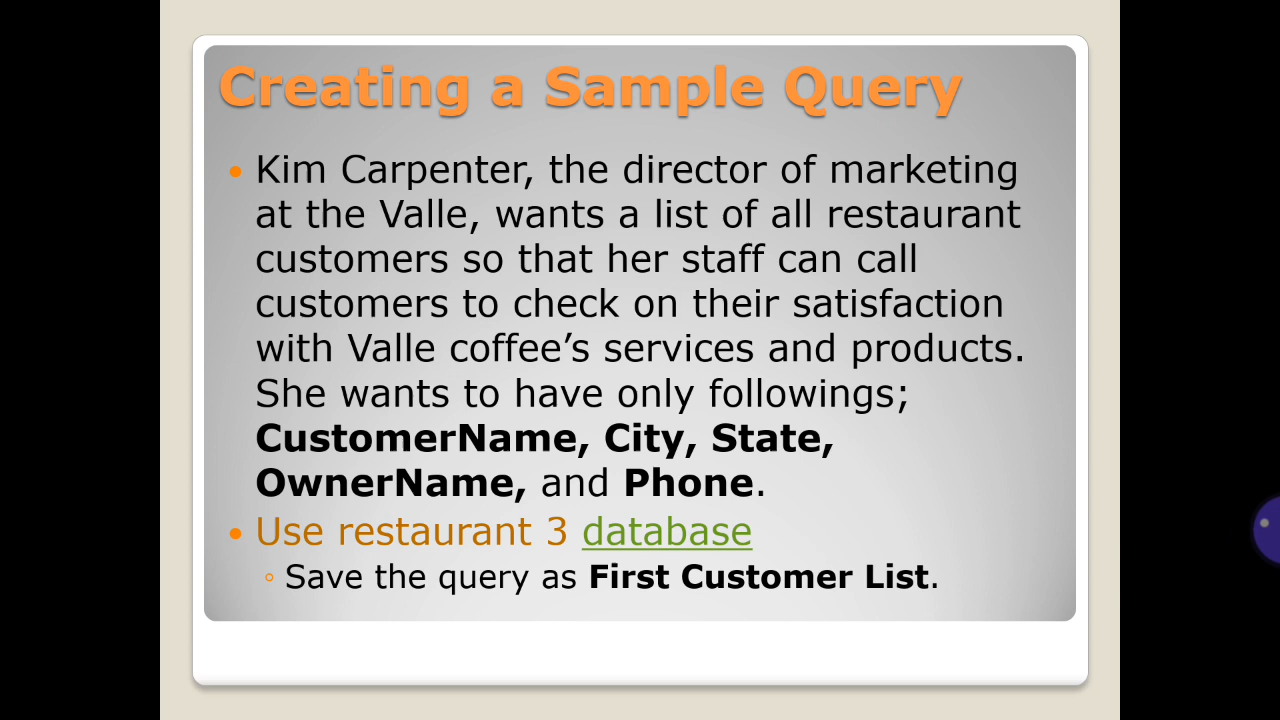 Creating a Sample Query
Kim Carpenter, the director of marketing
at the Valle, wants a list of all restaurant
customers so that her staff can call
customers to check on their satisfaction
with Valle coffee’s services and products.
She wants to have only followings;
CustomerName, City, State,
OwnerName, and Phone.
Use restaurant 3 database
Save the query as First Customer List.